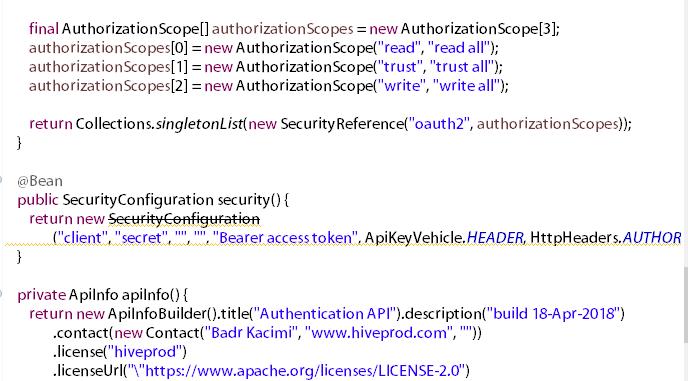 final AuthorizationScope[] authorizationScopes = new AuthorizationScope[3];
authorizationScopes[0] = new AuthorizationScope("read", "read all");
authorizationScopes[1] = new AuthorizationScope("trust", "trust all");
authorizationScopes[2] = new AuthorizationScope("write", "write all");
return Collections.singletonList(new SecurityReference("oauth2", authorizationScopes));
}
@Bean
public SecurityConfiguration security() {
return new SecurityConfiguration
("client", "secret", "", "", "Bearer access token", ApiKeyVehicle.HEADER, HttpHeaders.AUTHOR
}
private ApiInfo apiInfo() {
return new ApiInfoBuilder().title("Authentication API").description("build 18-Apr-2018")
.contact(new Contact("Badr Kacimi", "www.hiveprod.com", ""))
.license("hiveprod")
.licenseUrl("\"https://www.apache.org/licenses/LICENSE-2.0")